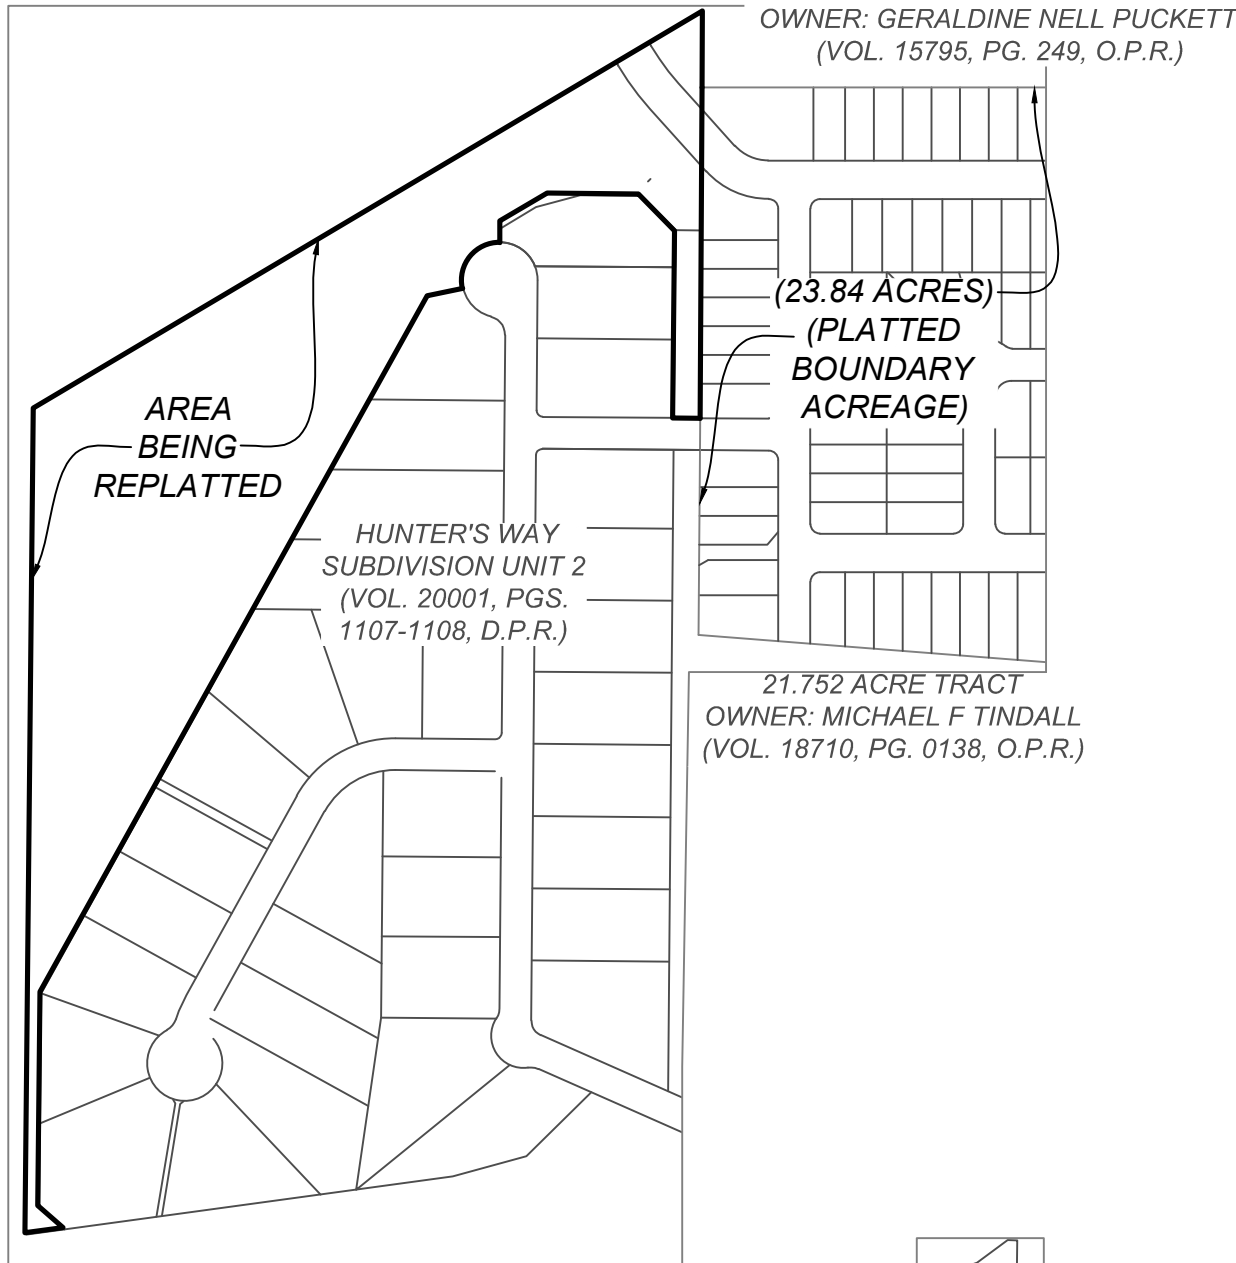 OWNER: GERALDINE NELL PUCKETT
(VOL. 15795, PG. 249, O.P.R.)
(23.84 ACRES)
(PLATTED
BOUNDARY
ACREAGE)
AREA
BEING
REPLATTED
HUNTER'S WAY
SUBDIVISION UNIT 2
(VOL. 20001, PGS.
1107-1108, D.P.R.)
21.752 ACRE TRACT
OWNER: MICHAEL F TINDALL
(VOL. 18710, PG. 0138, O.P.R.)